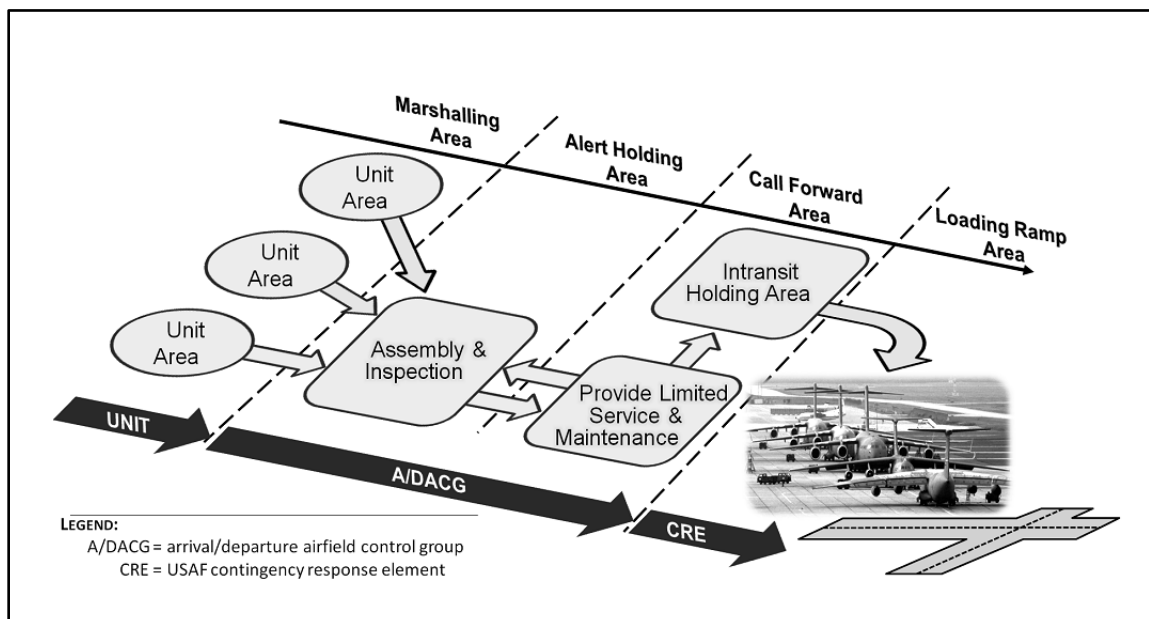 Marshalling
Area
Alert Holding
Area
Call Forward
Area
Loading Ramp
Area
Unit
Area
Unit
Area
Unit
Area
Assembly &
Inspection
Intransit
Holding Area
Provide Limited
Service &
Maintenance
UNIT
A/DACG
CRE
LEGEND:
A/DACG = arrival/departure airfield control group
CRE = USAF contingency response element